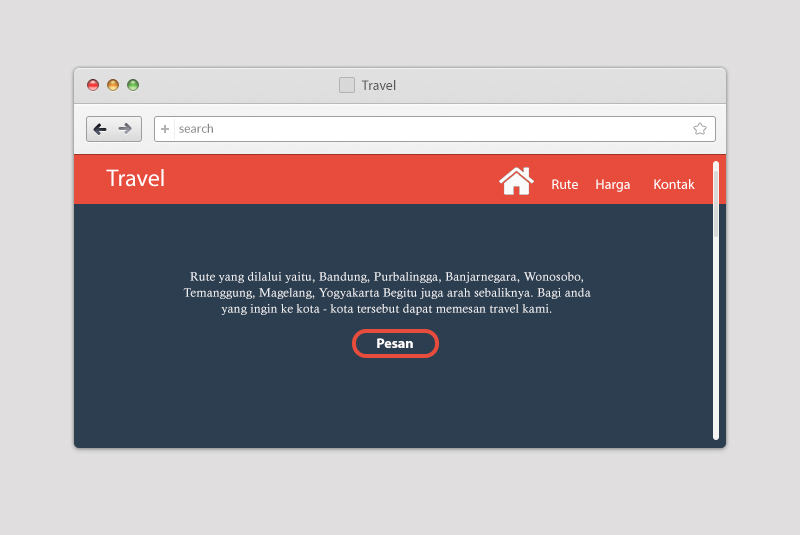 Travel
search
Travel
Rute Harga Kontak
Rute yang dilalui yaitu, Bandung, Purbalingga, Banjarnegara, Wonosobo,
Temanggung, Magelang, Yogyakarta Begitu juga arah sebaliknya. Bagi anda
yang ingin ke kota - kota tersebut dapat memesan travel kami.
Pesan